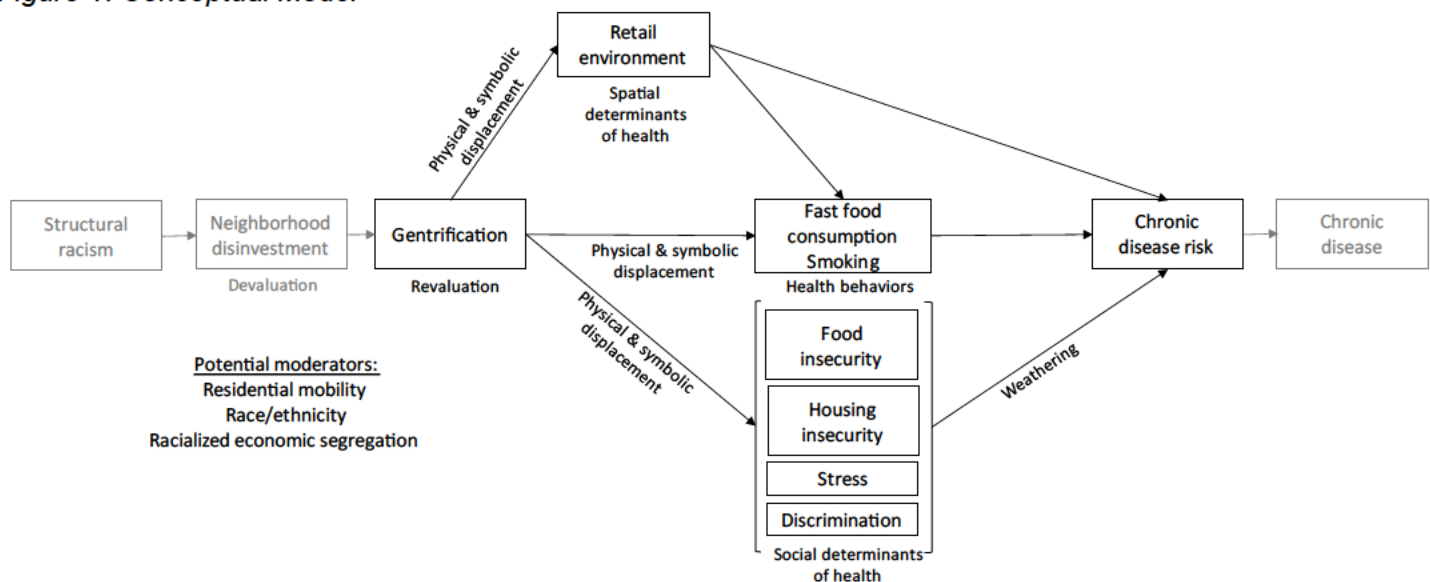 Figure 1. Conceptual Model
Retail
environment
Spatial
determinants
of health
Physical & symbolic
displacement
Structural
racism
Neighborhood
disinvestment
Devaluation
Gentrification
Revaluation
Physical & symbolic
displacement
Fast food
consumption
Smoking
Health behaviors
Chronic
disease risk
Chronic
disease
Physical & symbolic
displacement
Food
insecurity
Housing
insecurity
Stress
Discrimination
Social determinants
of health
Weathering
Potential moderators:
Residential mobility
Race/ethnicity
Racialized economic segregation